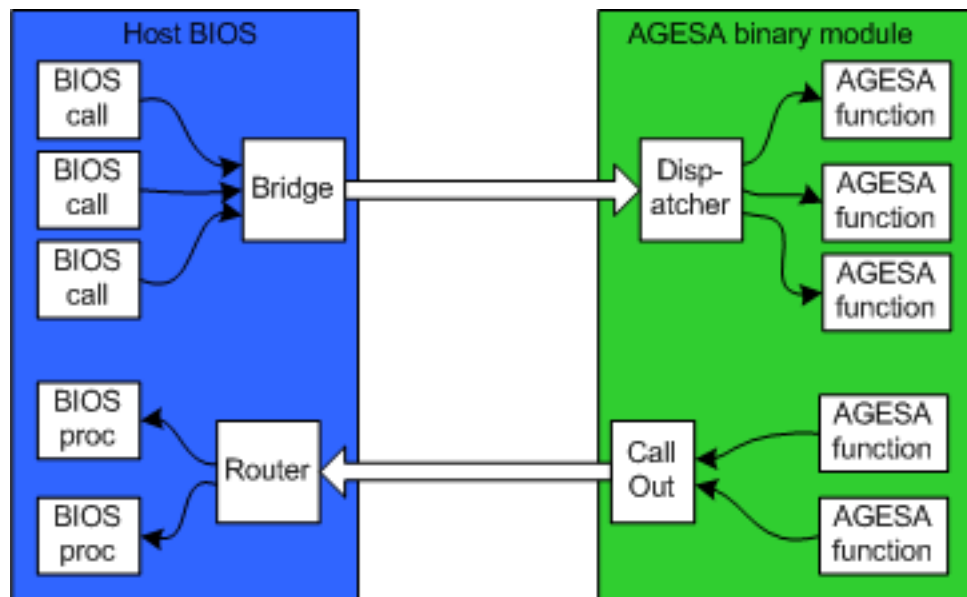 Host BIOS
BIOS
call
BIOS
call
BIOS
call
Bridge
BIOS
proc
BIOS
proc
Router
AGESA binary module
Disp-
atcher
AGESA
function
AGESA
function
AGESA
function
Call
Out
AGESA
function
AGESA
function